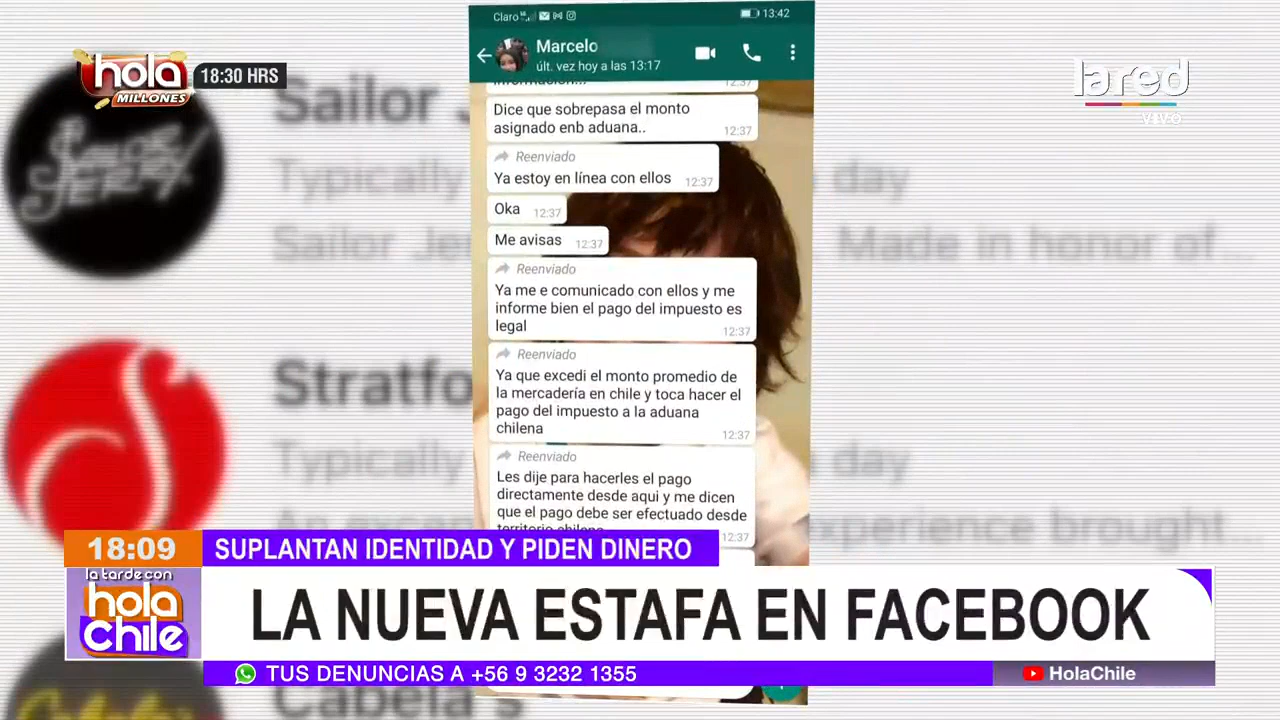 hola
MILLONES
18:30 HRS
lared
vivo
Claro
13:42
Marcelo
últ. vez hoy a las 13:17
12:37
Dice que sobrepasa el monto
asignado enb aduana..
12:37
Reenviado
Ya estoy en línea con ellos
12:37
Oka
12:37
Me avisas
12:37
Reenviado
Ya me e comunicado con ellos y me
informe bien el pago del impuesto es
legal
12:37
Reenviado
Ya que excedi el monto promedio de
la mercadería en chile y toca hacer el
pago del impuesto a la aduana
chilena
12:37
Reenviado
Les dije para hacerles el pago
directamente desde aqui y me dicen
que el pago debe ser efectuado desde
territorio chileno
12:37
Sailor
Typically
day
Sailor
Made in honor of
Stratfo
Typically
day
experience brought
18:09
SUPLANTAN IDENTIDAD Y PIDEN DINERO
la tarde con
hola
chile
LA NUEVA ESTAFA EN FACEBOOK
TUS DENUNCIAS A +56 9 3232 1355
HolaChile
Cabela's